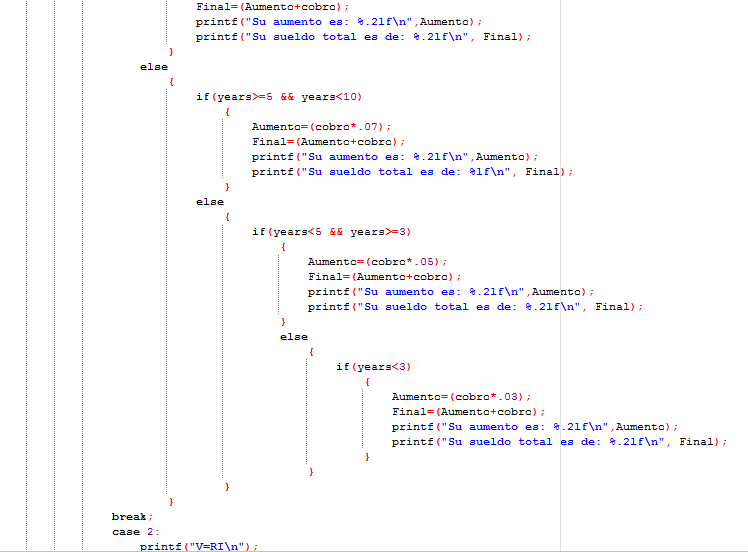 Final=(Aumento+cobro);
printf("Su aumento es: %.2lf\n",Aumento);
printf("Su sueldo total es de: %.2lf\n", Final);
}
else
{
if(years>=5 && years<10)
{
Aumento=(cobro*.07);
Final=(Aumento+cobro);
printf("Su aumento es: %.2lf\n",Aumento);
printf("Su sueldo total es de: %lf\n", Final);
}
else
{
if(years<5 && years>=3)
{
Aumento=(cobro*.05);
Final=(Aumento+cobro);
printf("Su aumento es: %.2lf\n",Aumento);
printf("Su sueldo total es de: %.2lf\n", Final);
}
else
{
if(years<3)
{
Aumento=(cobro*.03);
Final=(Aumento+cobro);
printf("Su aumento es: %.2lf\n",Aumento);
printf("Su sueldo total es de: %.2lf\n", Final);
}
}
}
}
break;
case 2:
printf("V=RI\n");